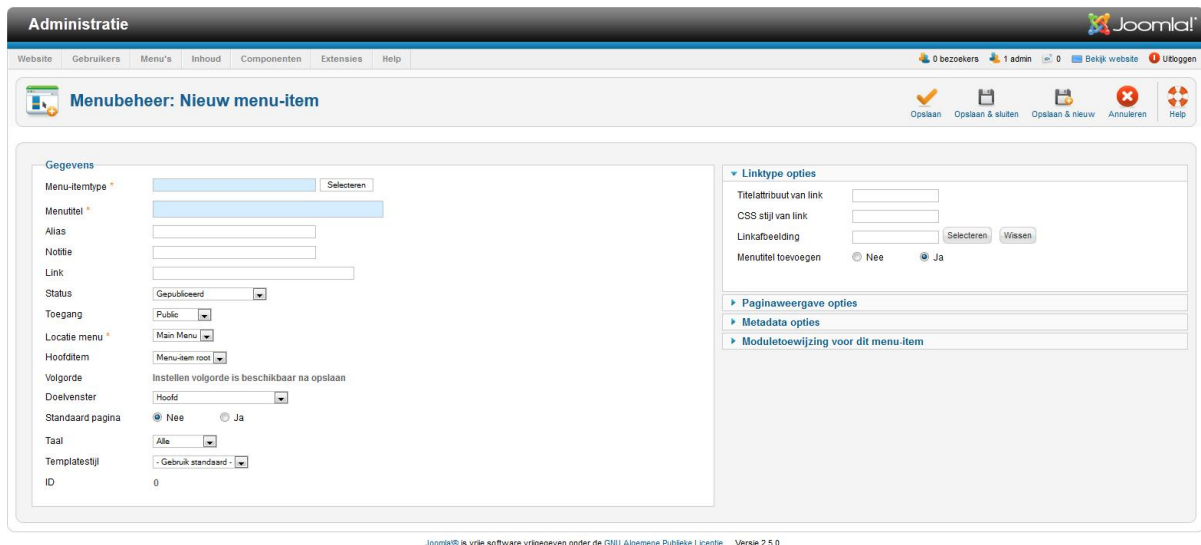 Administratie
Joomla!
Website Gebruikers Menu's Inhoud Componenten Extensies Help
0 bezoekers 1 admin 0 Bekijk website Uitloggen
Menubeheer: Nieuw menu-item
Opslaan Opslaan & sluiten Opslaan & nieuw Annuleren Help
Gegevens
Menu-itemtype * Selecteren
Menutitel *
Alias
Notitie
Link
Status Gepubliceerd
Toegang Public
Locatie menu * Main Menu
Hoofditem Menu-item root
Volgorde Instellen volgorde is beschikbaar na opslaan
Doelvenster Hoofd
Standaard pagina Nee Ja
Taal Alle
Templatestijl - Gebruik standaard -
ID 0
Linktype opties
Titelattribuut van link
CSS stijl van link
Linkafbeelding Selecteren Wissen
Menutitel toevoegen Nee Ja
Paginaweergave opties
Metadata opties
Moduletoewijzing voor dit menu-item
Joomla!® is vrije software vrijgegeven onder de GNU Algemene Publieke Licentie. Versie 2.5.0